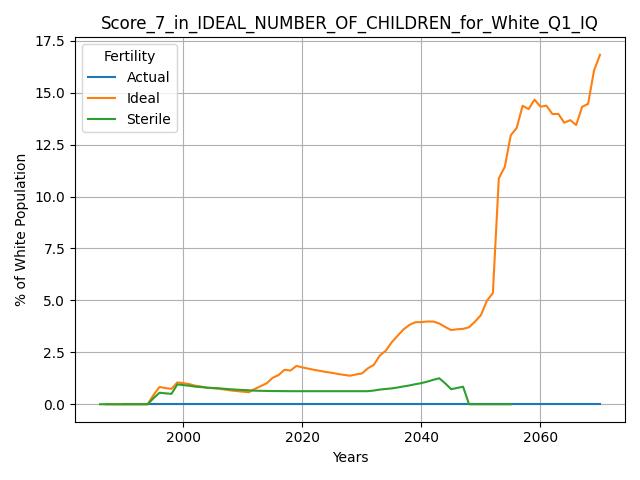 Score_7_in_IDEAL_NUMBER_OF_CHILDREN_for_White_Q1_IQ
17.5
15.0
12.5
10.0
7.5
5.0
2.5
0.0
% of White Population
Fertility
Actual
Ideal
Sterile
2000 2020 2040 2060
Years